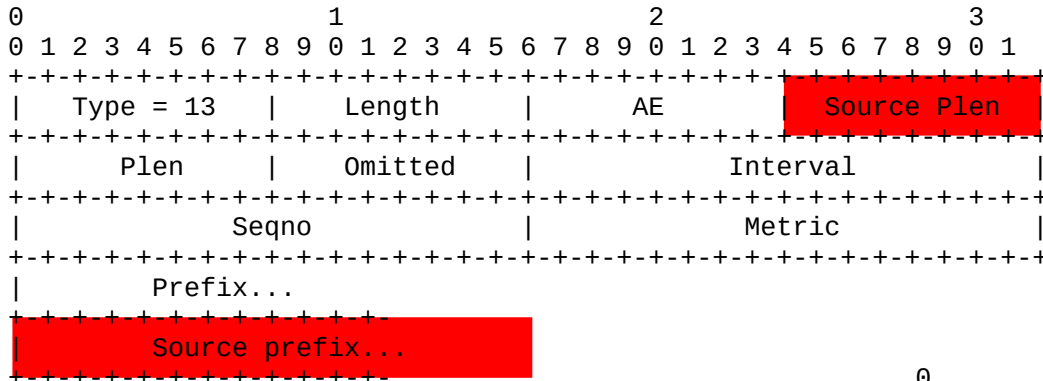 0                   1                   2                   3
0 1 2 3 4 5 6 7 8 9 0 1 2 3 4 5 6 7 8 9 0 1 2 3 4 5 6 7 8 9 0 1
+-+-+-+-+-+-+-+-+-+-+-+-+-+-+-+-+-+-+-+-+-+-+-+-+-+-+-+-+-+-+-+-+
|   Type = 13   |    Length     |      AE       |  Source Plen  |
+-+-+-+-+-+-+-+-+-+-+-+-+-+-+-+-+-+-+-+-+-+-+-+-+-+-+-+-+-+-+-+-+
|      Plen     |    Omitted    |            Interval           |
+-+-+-+-+-+-+-+-+-+-+-+-+-+-+-+-+-+-+-+-+-+-+-+-+-+-+-+-+-+-+-+-+
|             Seqno             |             Metric            |
+-+-+-+-+-+-+-+-+-+-+-+-+-+-+-+-+-+-+-+-+-+-+-+-+-+-+-+-+-+-+-+-+
|        Prefix...
+-+-+-+-+-+-+-+-+-+-+-+-
|        Source prefix...
+-+-+-+-+-+-+-+-+-+-+-+-                                 0